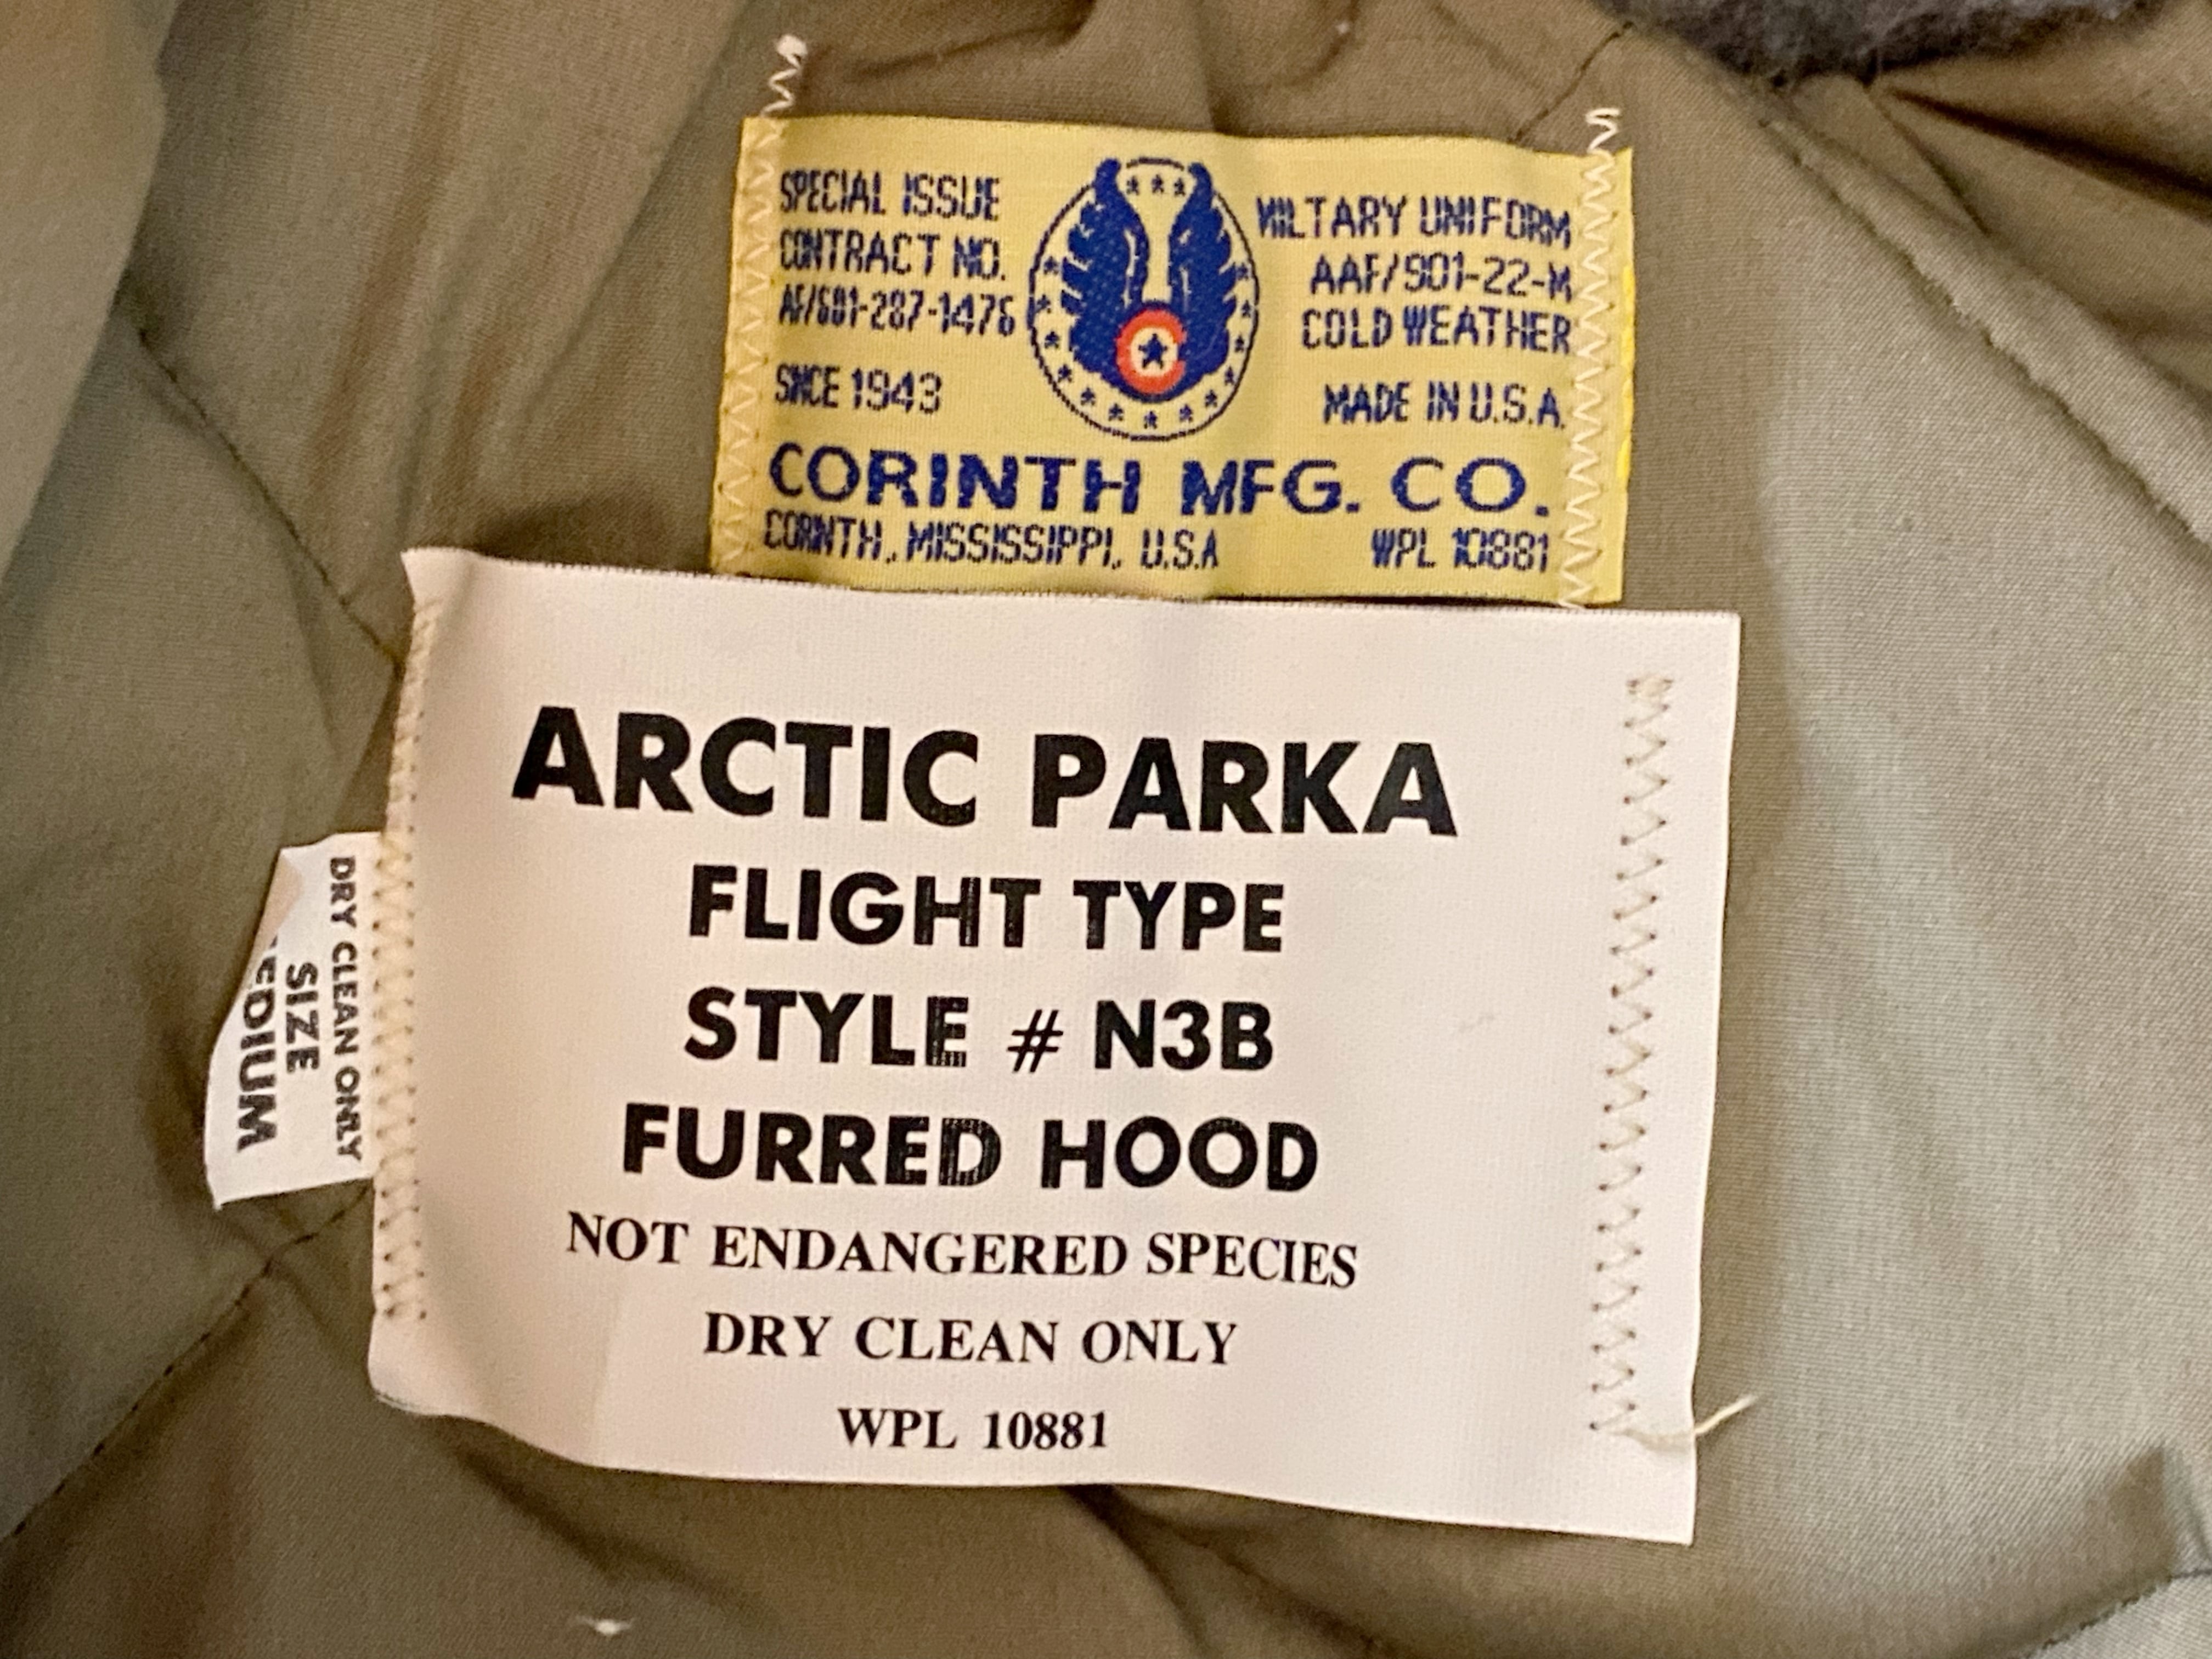 SPECIAL ISSUE
CONTRACT NO.
AF/601-287-1476
SINCE 1943
MILTARY UNIFORM
AAF/901-22-M
COLD WEATHER
MADE IN U.S.A.
CORINTH MFG. CO.
CORINTH., MISSISSIPPI, U.S.A WPL 10881
ARCTIC PARKA
FLIGHT TYPE
STYLE # N3B
FURRED HOOD
NOT ENDANGERED SPECIES
DRY CLEAN ONLY
WPL 10881
DRY CLEAN ONLY
SIZE
EDIUM